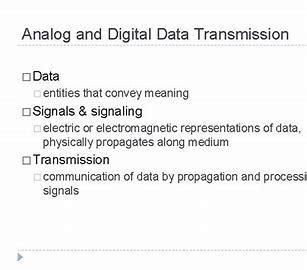 Analog and Digital Data Transmission
Data
entities that convey meaning
Signals & signaling
electric or electromagnetic representations of data,
physically propagates along medium
Transmission
communication of data by propagation and processi
signals